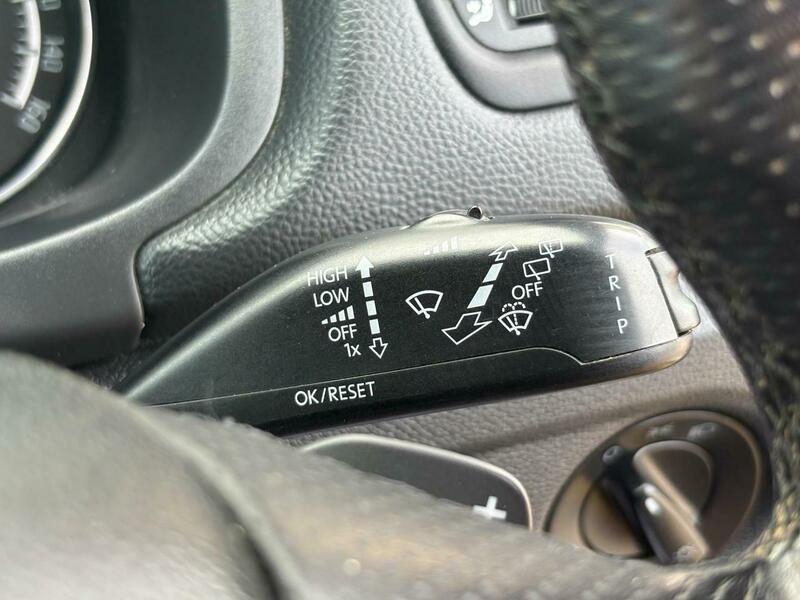 140
160
HIGH
LOW
OFF
1x
OFF
TRIP
OK/RESET
+